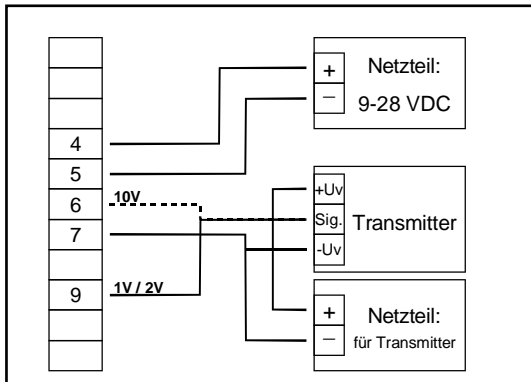 4
5
6
7
9
10V
1V / 2V
+
–
Netzteil:
9-28 VDC
+Uv
Sig.
-Uv
Transmitter
+
–
Netzteil:
für Transmitter